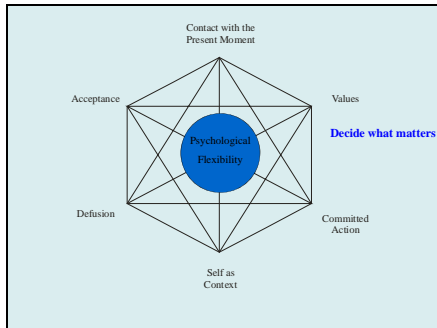 Contact with the
Present Moment
Acceptance
Values
Decide what matters
Psychological
Flexibility
Defusion
Committed
Action
Self as
Context